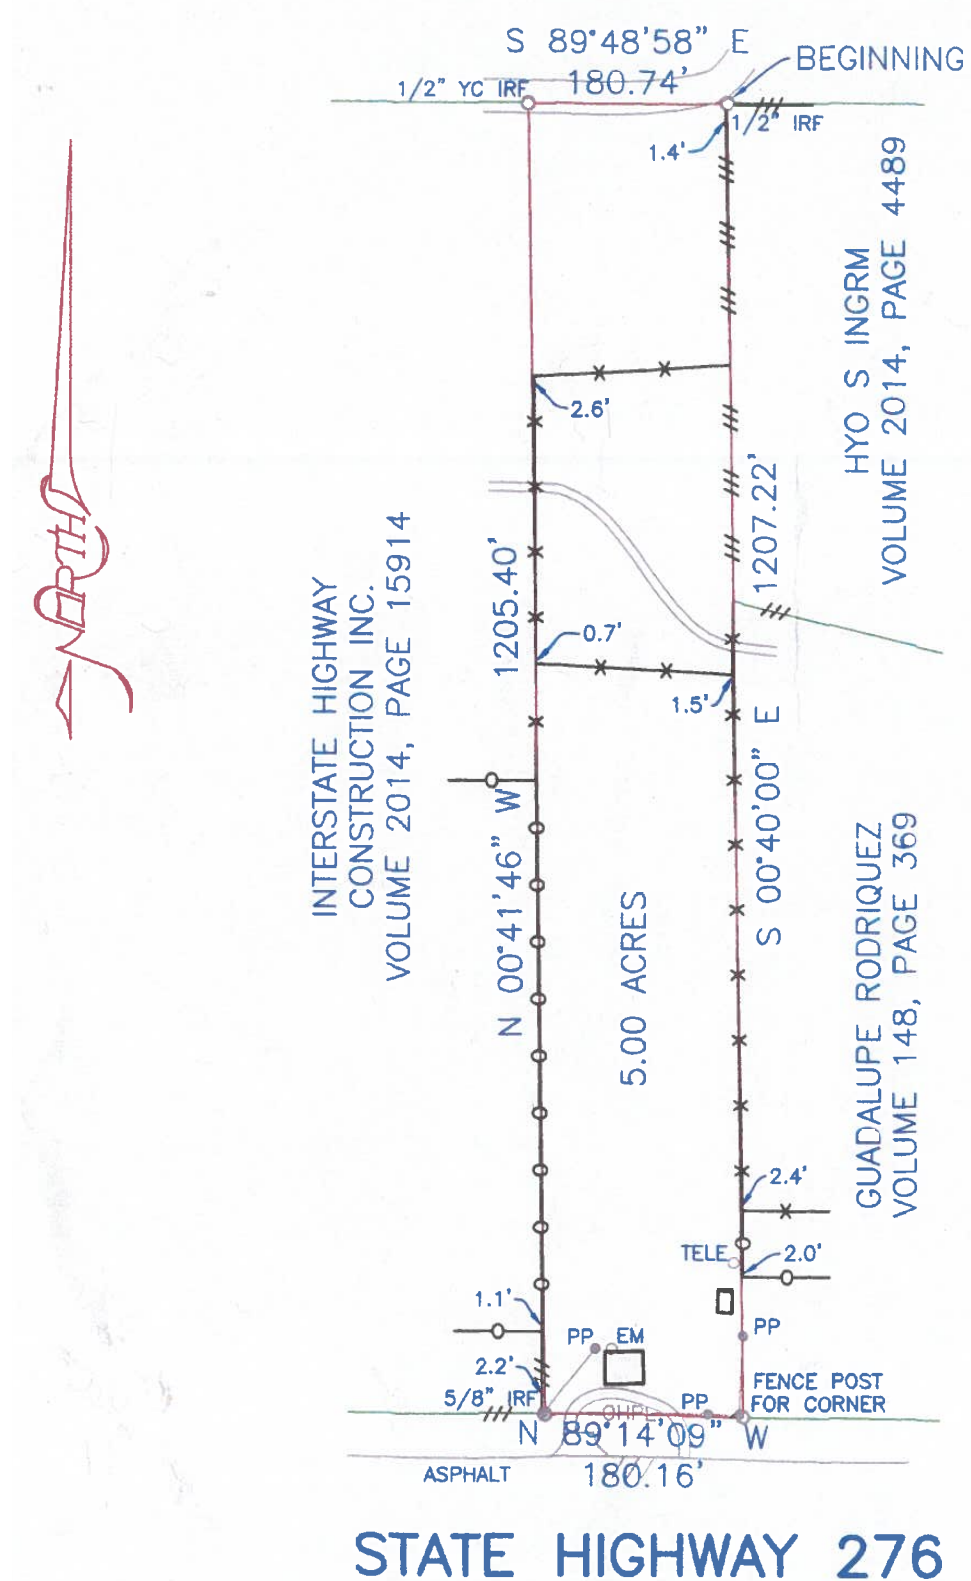 S 89°48'58" E
180.74'
BEGINNING
1/2" YC IRF
1/2" IRF
1.4'
HYO S INGRM
VOLUME 2014, PAGE 4489
2.6'
NORTH
1205.40'
0.7'
1207.22'
1.5'
INTERSTATE HIGHWAY
CONSTRUCTION INC.
VOLUME 2014, PAGE 15914
N 00°41'46" W
S 00°40'00" E
5.00 ACRES
GUADALUPE RODRIQUEZ
VOLUME 148, PAGE 369
2.4'
TELE
2.0'
1.1'
PP
EM
PP
2.2'
5/8" IRF
FENCE POST
FOR CORNER
PP
OHPL
N 89°14'09" W
180.16'
ASPHALT
STATE HIGHWAY 276